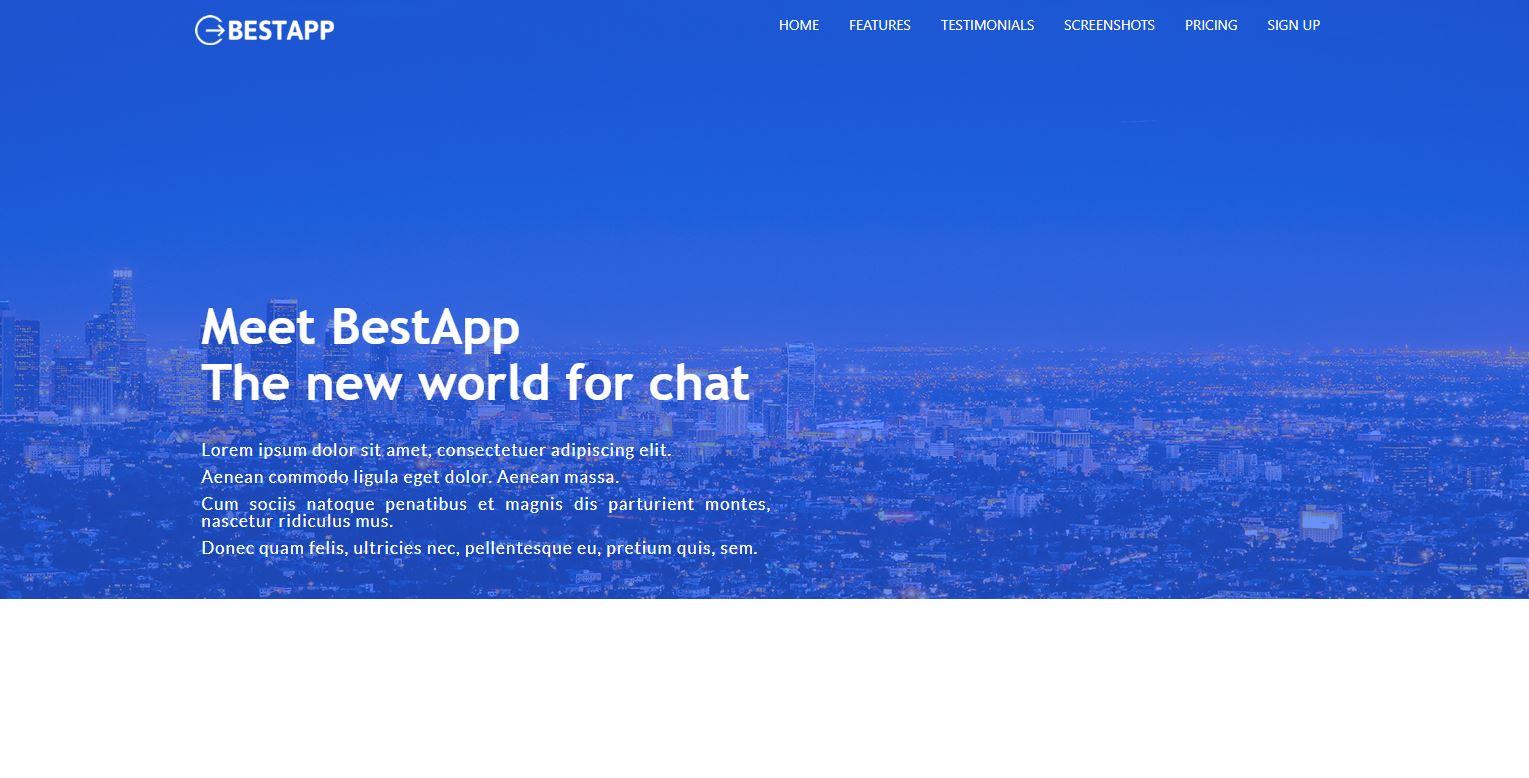 BESTAPP
HOME FEATURES TESTIMONIALS SCREENSHOTS PRICING SIGN UP
Meet BestApp
The new world for chat
Lorem ipsum dolor sit amet, consectetuer adipiscing elit.
Aenean commodo ligula eget dolor. Aenean massa.
Cum sociis natoque penatibus et magnis dis parturient montes,
nascetur ridiculus mus.
Donec quam felis, ultricies nec, pellentesque eu, pretium quis, sem.